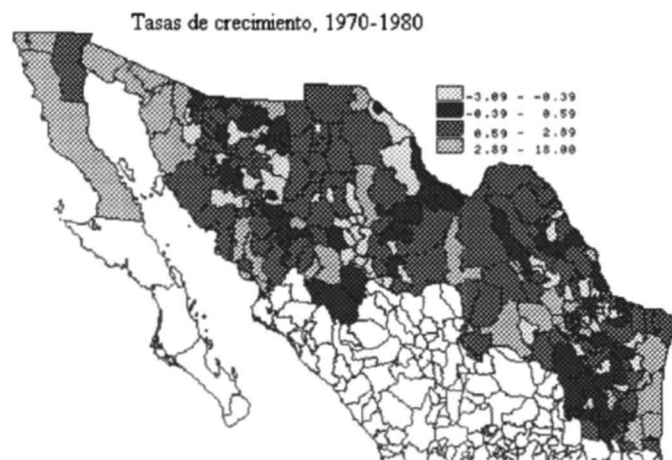 Tasas de crecimiento, 1970-1980
-3.09 - -0.39
-0.39 - 0.59
0.59 - 2.89
2.89 - 18.00